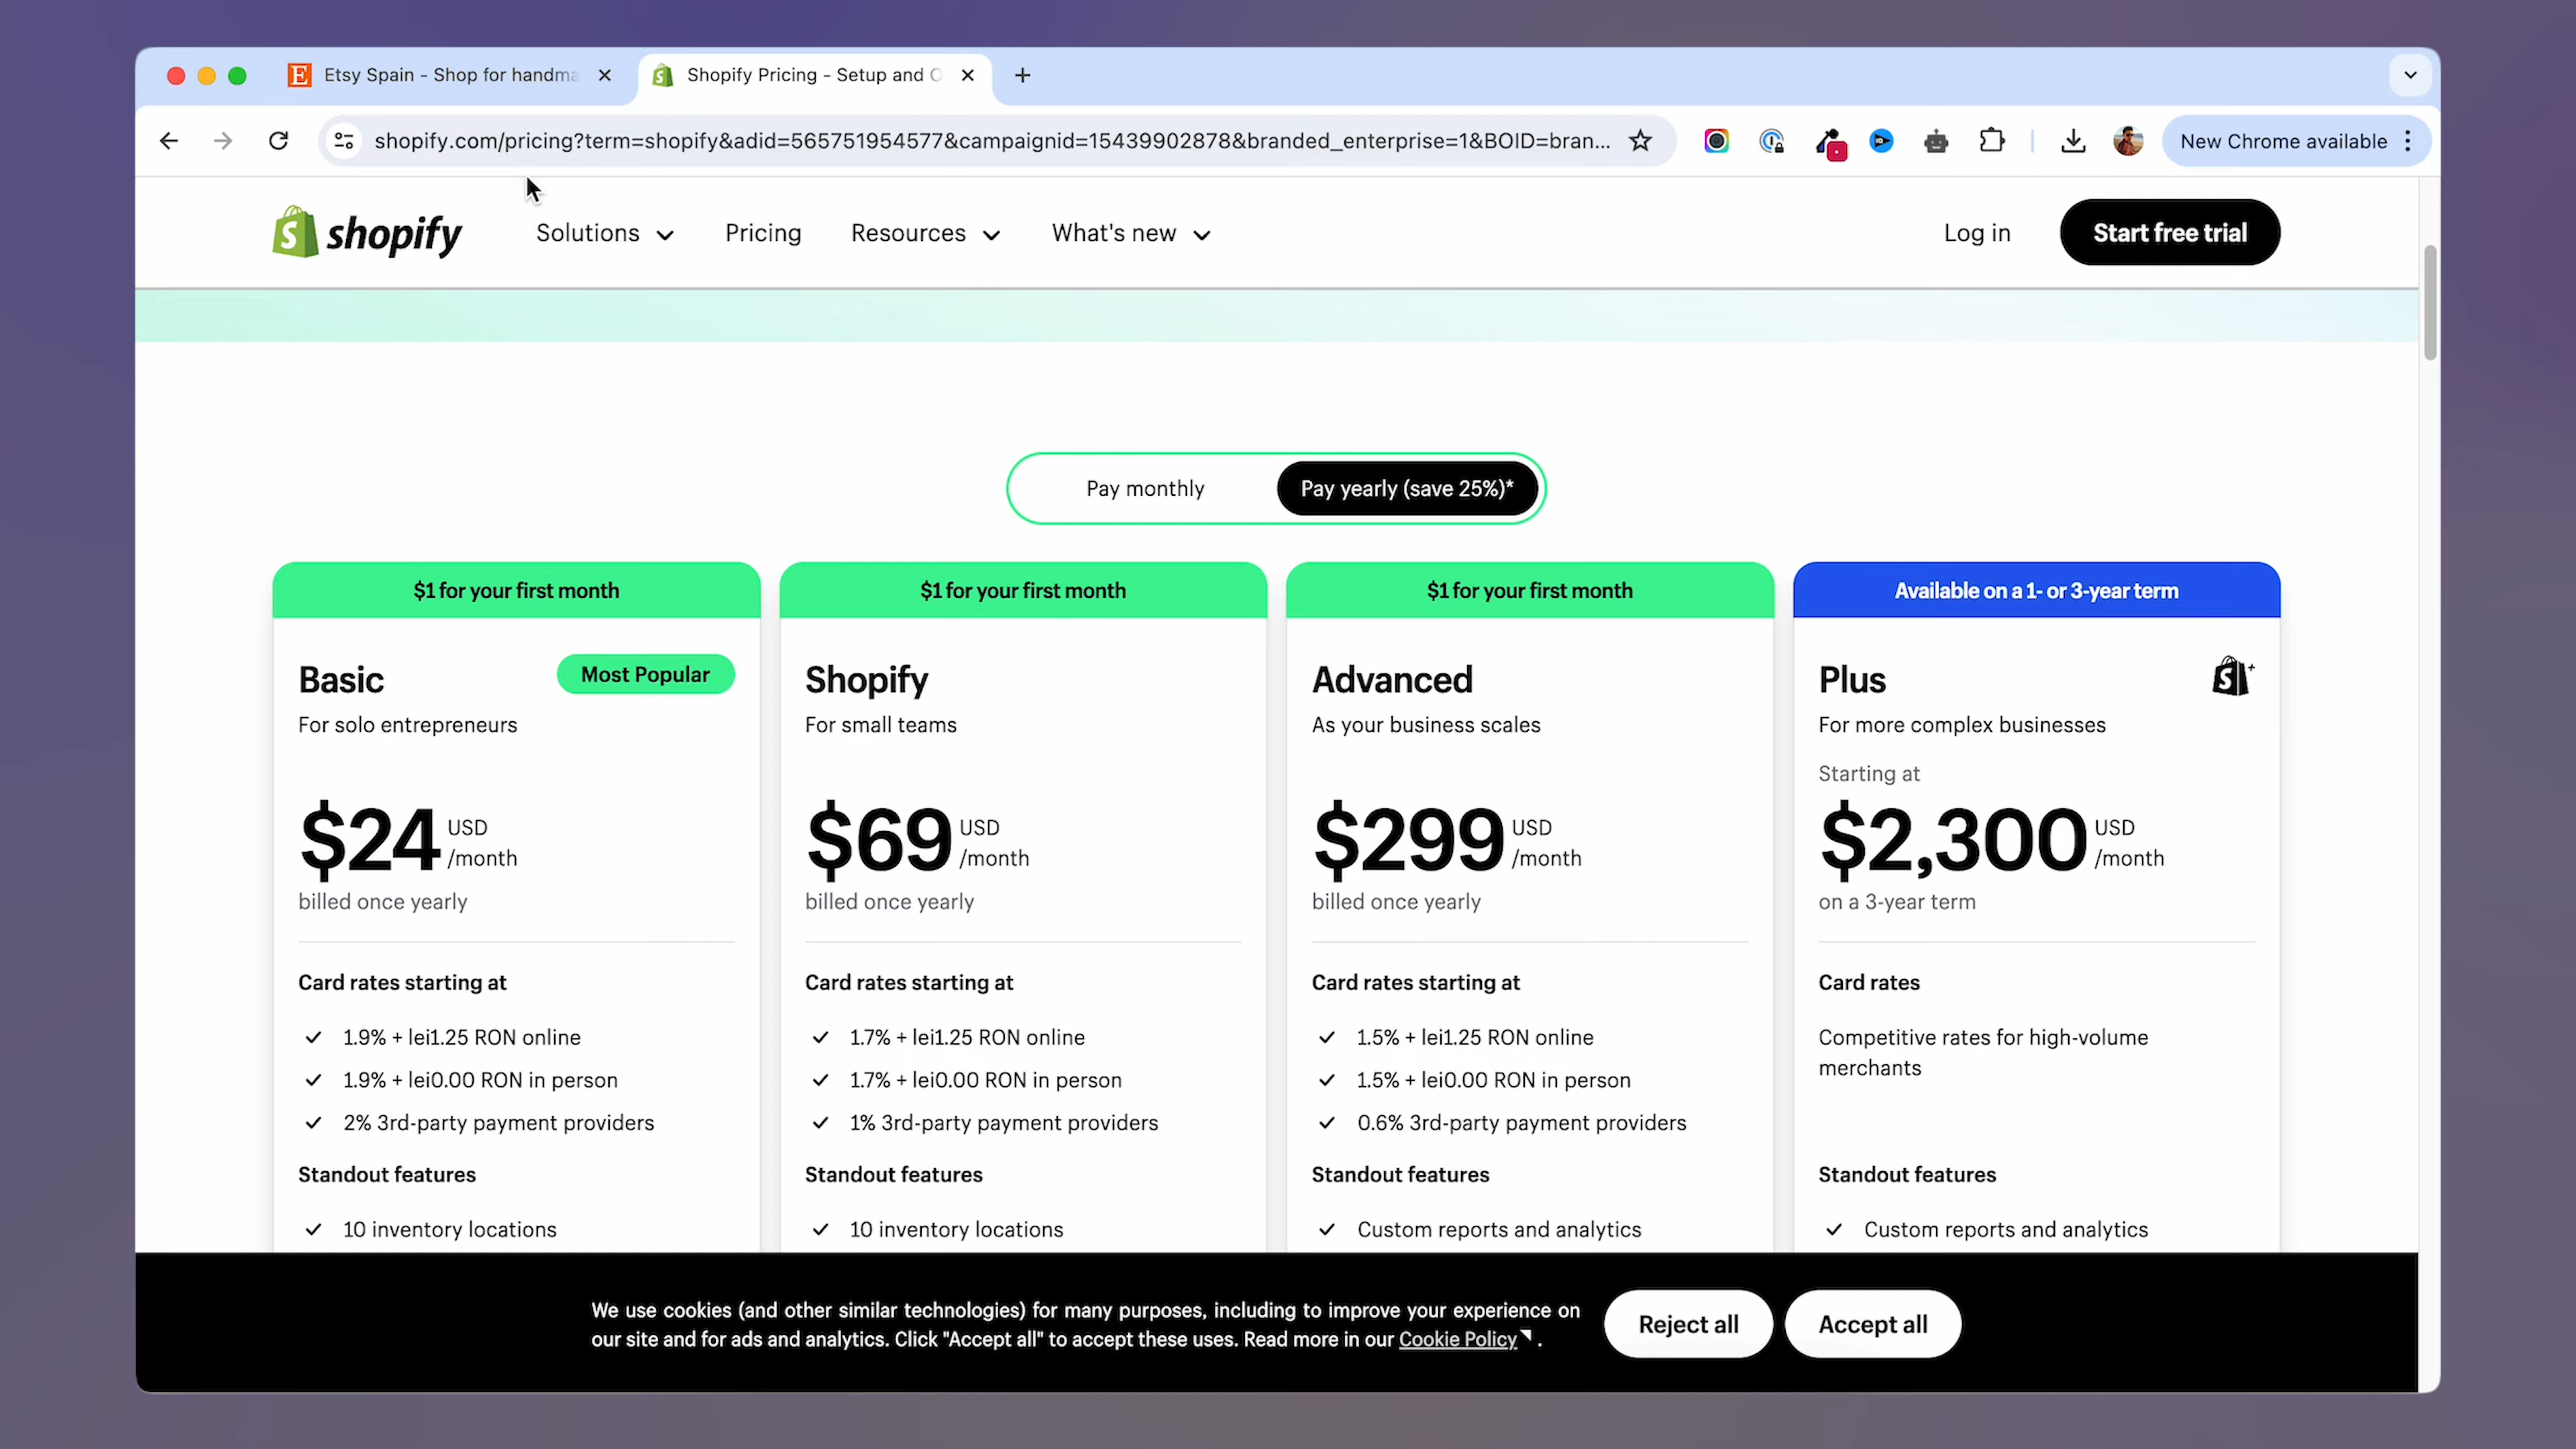 Etsy Spain - Shop for handma
Shopify Pricing - Setup and O
shopify.com/pricing?term=shopify&adid=565751954577&campaignid=15439902878&branded_enterprise=1&BOID=bran...
New Chrome available
shopify
Solutions
Pricing
Resources
What's new
Log in
Start free trial
Pay monthly
Pay yearly (save 25%)*
$1 for your first month
Basic
Most Popular
For solo entrepreneurs
$24 USD
/month
billed once yearly
Card rates starting at
1.9% + lei1.25 RON online
1.9% + lei0.00 RON in person
2% 3rd-party payment providers
Standout features
10 inventory locations
$1 for your first month
Shopify
For small teams
$69 USD
/month
billed once yearly
Card rates starting at
1.7% + lei1.25 RON online
1.7% + lei0.00 RON in person
1% 3rd-party payment providers
Standout features
10 inventory locations
$1 for your first month
Advanced
As your business scales
$299 USD
/month
billed once yearly
Card rates starting at
1.5% + lei1.25 RON online
1.5% + lei0.00 RON in person
0.6% 3rd-party payment providers
Standout features
Custom reports and analytics
Available on a 1- or 3-year term
Plus
For more complex businesses
Starting at
$2,300 USD
/month
on a 3-year term
Card rates
Competitive rates for high-volume
merchants
Standout features
Custom reports and analytics
We use cookies (and other similar technologies) for many purposes, including to improve your experience on
our site and for ads and analytics. Click "Accept all" to accept these uses. Read more in our Cookie Policy.
Reject all
Accept all